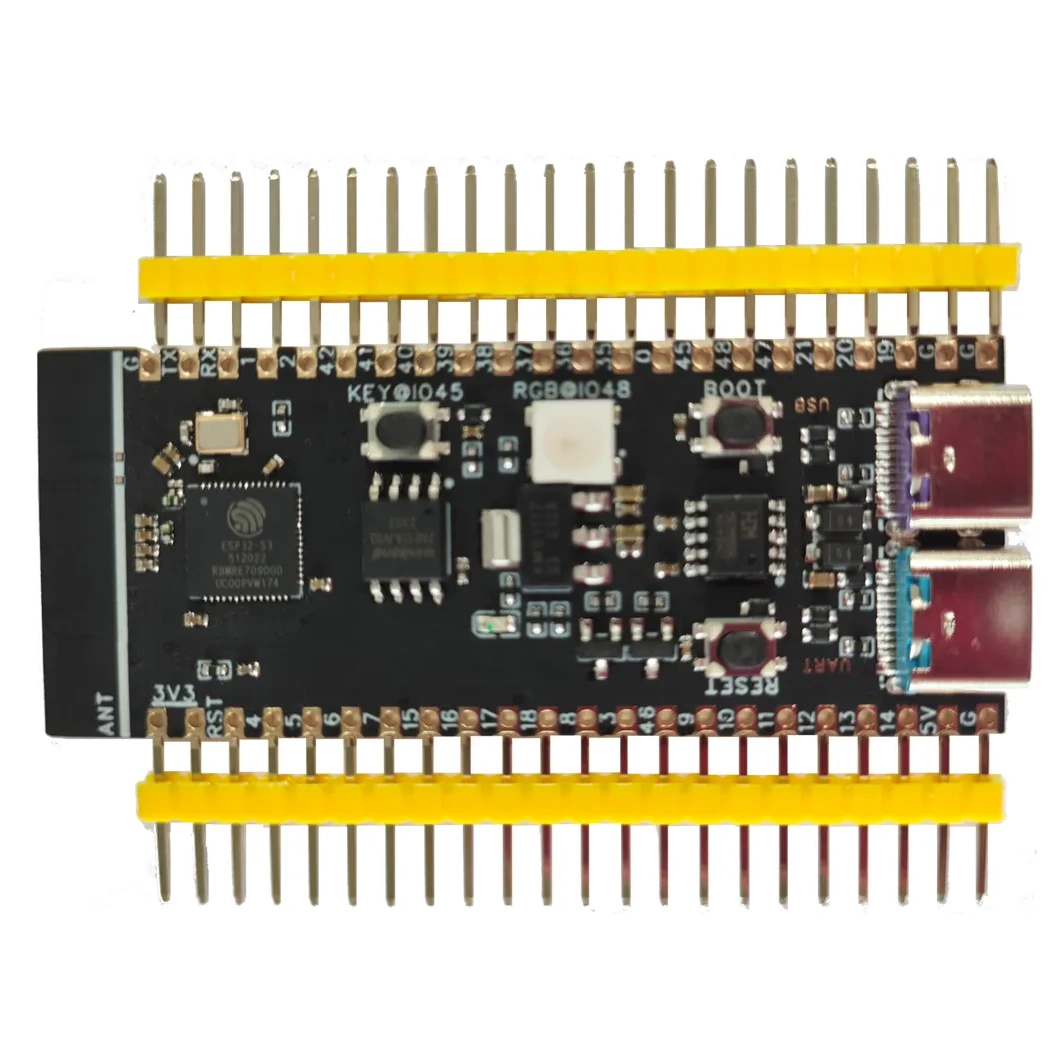 G TX RX 1 2 42 41 40 39 38 37 36 35 0 45 48 47 21 20 19 G G
KEY@IO45 RGB@IO48 BOOT
USB
ESP32-S3
UC00PVW174
UART
RESET
ANT
3V3 RST 4 5 6 7 15 16 17 18 8 3 46 9 10 11 12 13 14 5V G